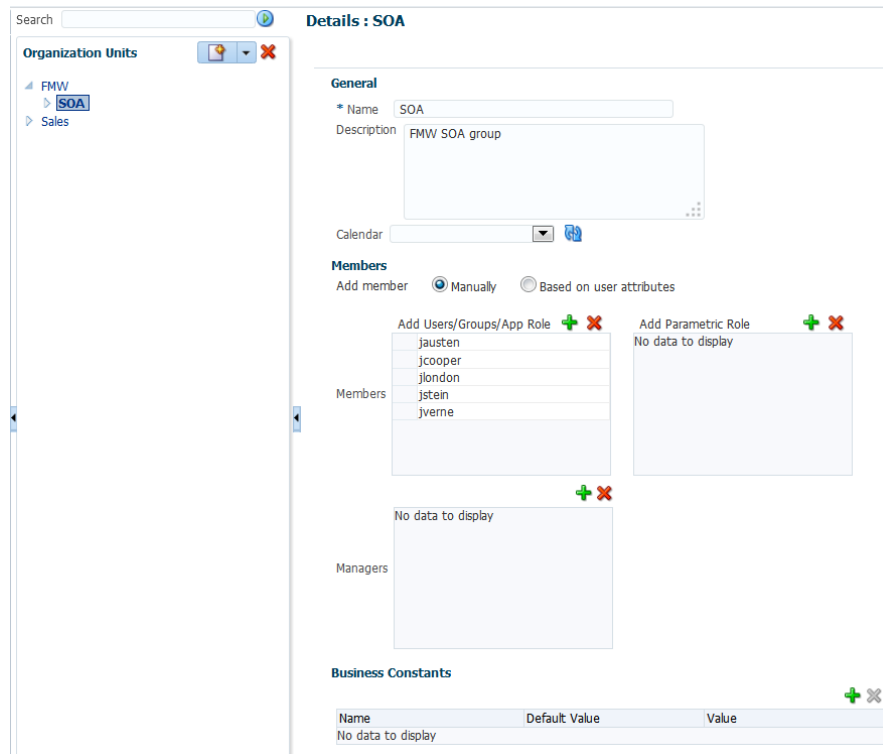 Search
Organization Units
FMW
SOA
Sales
Details : SOA
General
* Name SOA
Description FMW SOA group
Calendar
Members
Add member Manually Based on user attributes
Add Users/Groups/App Role Add Parametric Role
Members
jausten
jcooper
jlondon
jstein
jverne
No data to display
Managers
No data to display
Business Constants
Name Default Value Value
No data to display